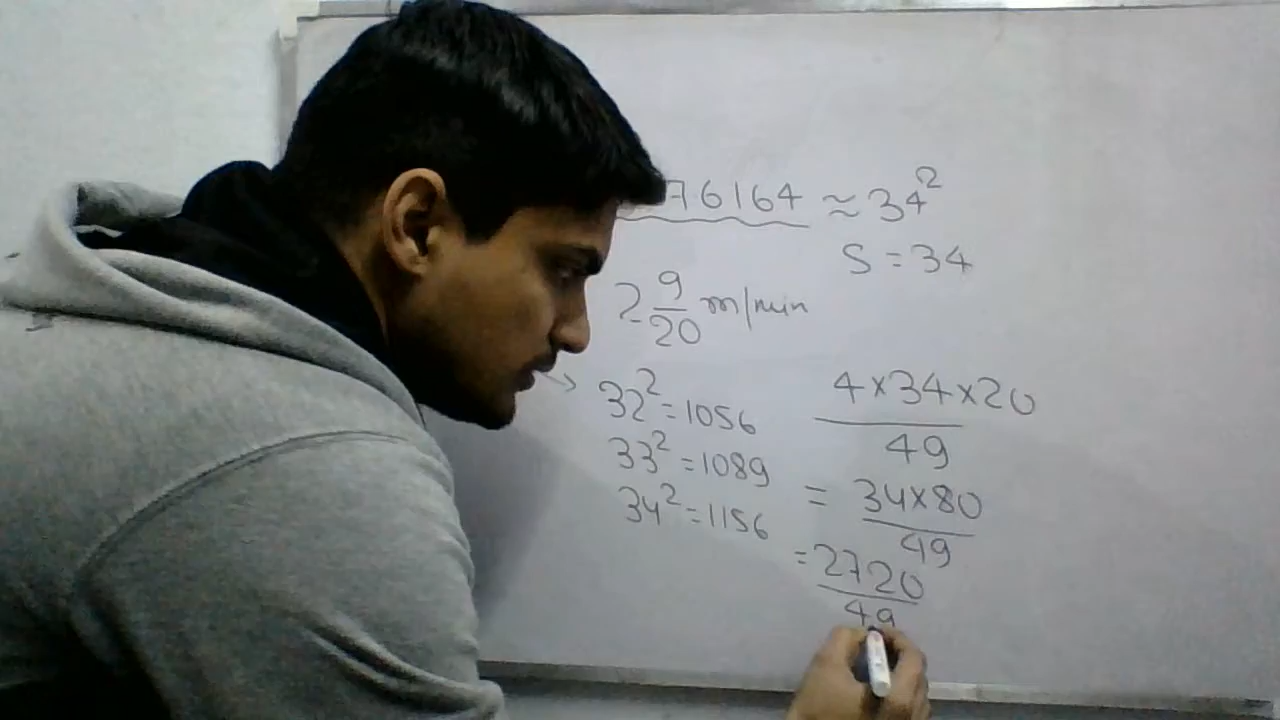 76164 ≈ 34²
S = 34
2 9/20 m/min
→ 32² = 1056
33² = 1089
34² = 1156
4×34×20
49
= 34×80
49
= 2720
49